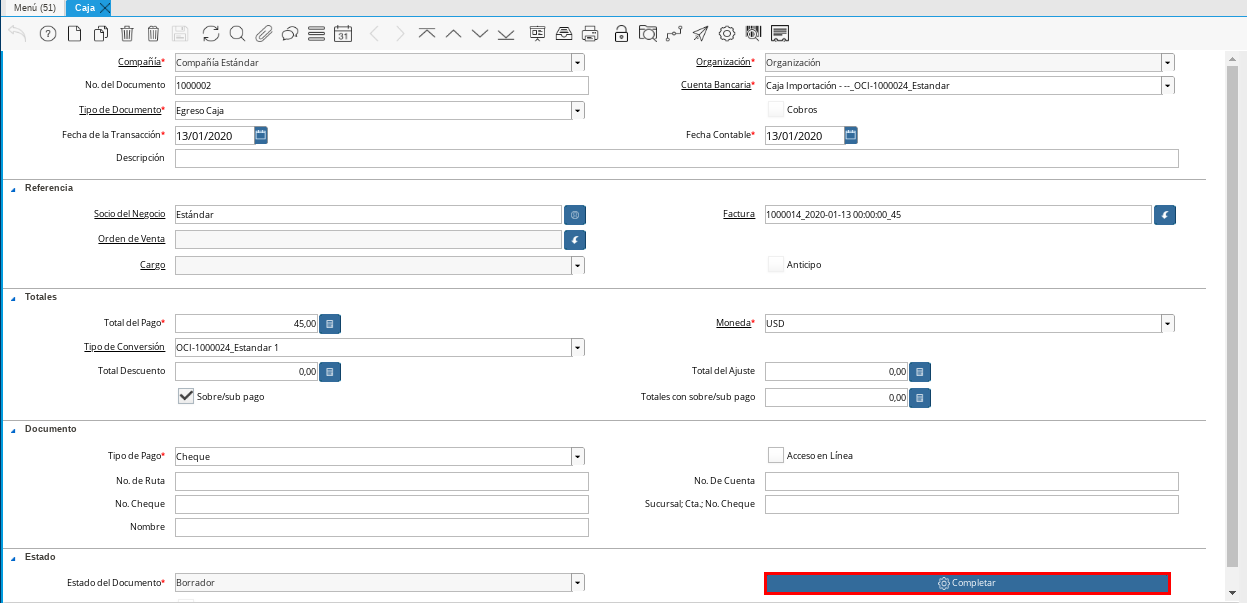 Menú (51) Caja
31
Compañía* Compañía Estándar Organización* Organización
No. del Documento 1000002 Cuenta Bancaria* Caja Importación - --_OCI-1000024_Estandar
Tipo de Documento* Egreso Caja Cobros
Fecha de la Transacción* 13/01/2020 Fecha Contable* 13/01/2020
Descripción
Referencia
Socio del Negocio Estándar Factura 1000014_2020-01-13 00:00:00_45
Orden de Venta
Cargo Anticipo
Totales
Total del Pago* 45,00 Moneda* USD
Tipo de Conversión OCI-1000024_Estandar 1
Total Descuento 0,00 Total del Ajuste 0,00
Sobre/sub pago Totales con sobre/sub pago 0,00
Documento
Tipo de Pago* Cheque Acceso en Línea
No. de Ruta No. De Cuenta
No. Cheque Sucursal; Cta.; No. Cheque
Nombre
Estado
Estado del Documento* Borrador Completar